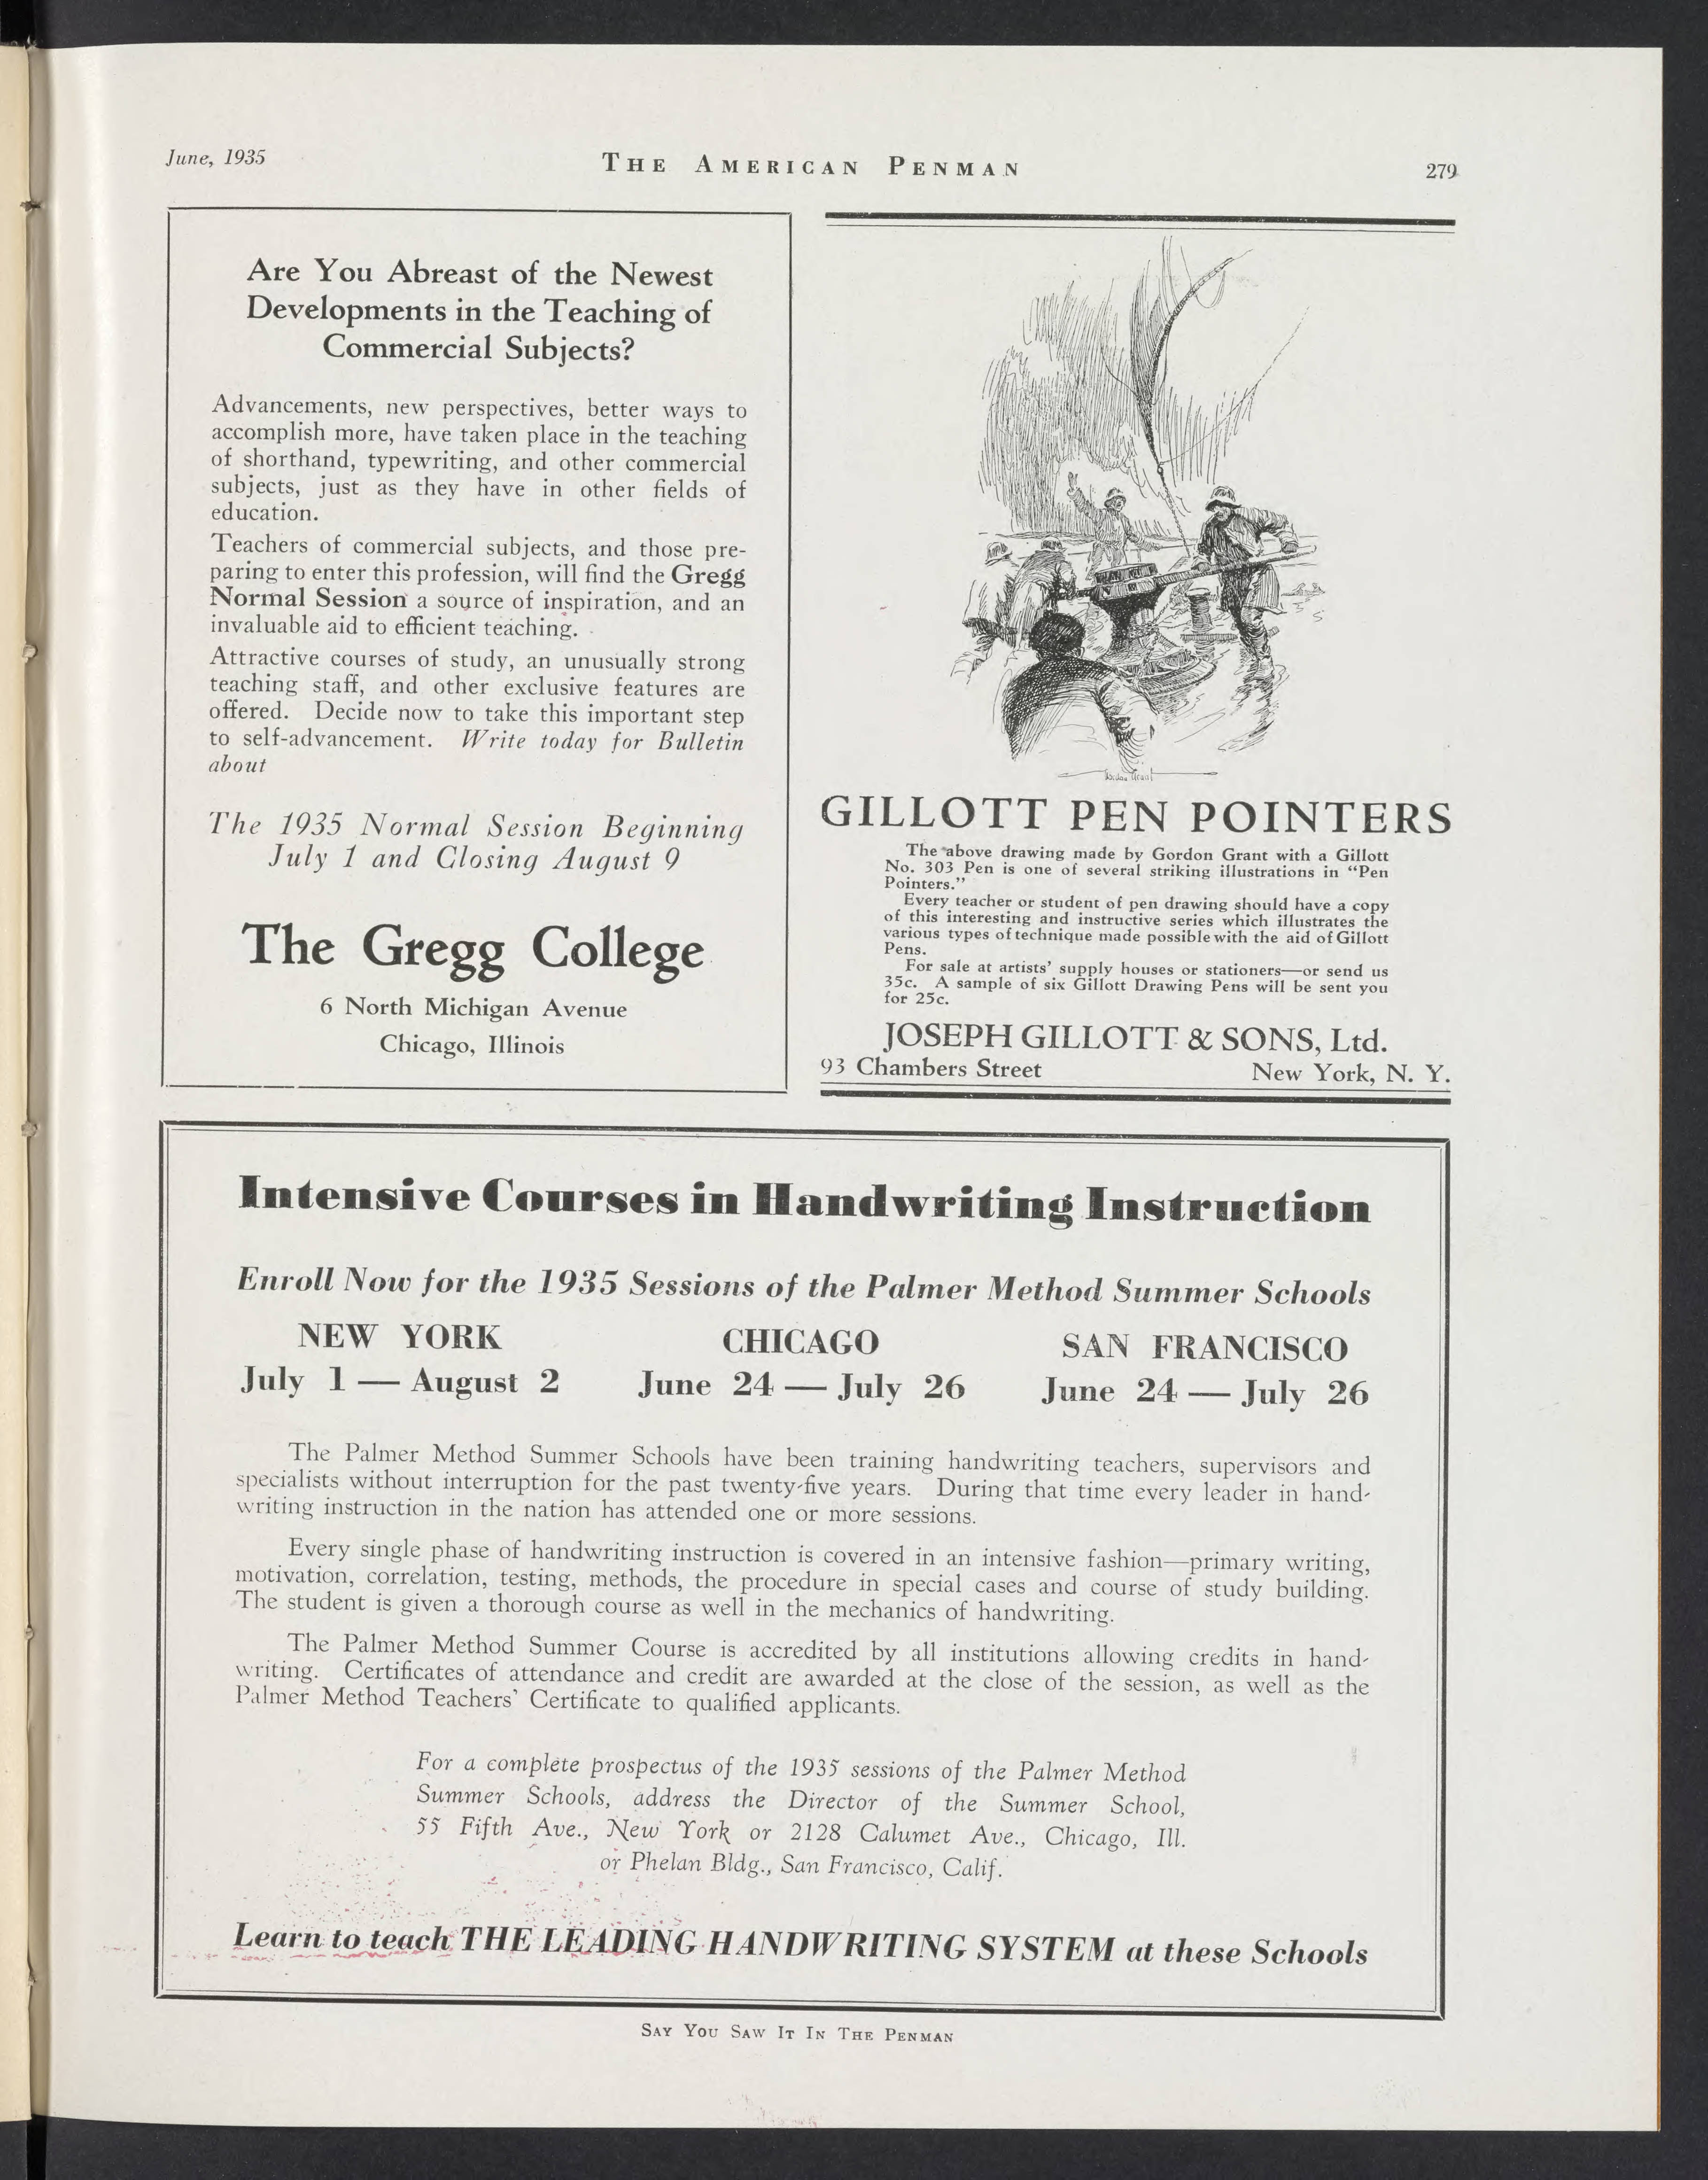 June, 1935
THE AMERICAN PENMAN
279
Are You Abreast of the Newest
Developments in the Teaching of
Commercial Subjects?
Advancements, new perspectives, better ways to
accomplish more, have taken place in the teaching
of shorthand, typewriting, and other commercial
subjects, just as they have in other fields of
education.
Teachers of commercial subjects, and those pre-
paring to enter this profession, will find the Gregg
Normal Session a source of inspiration, and an
invaluable aid to efficient teaching.
Attractive courses of study, an unusually strong
teaching staff, and other exclusive features are
offered. Decide now to take this important step
to self-advancement. Write today for Bulletin
about
The 1935 Normal Session Beginning
July 1 and Closing August 9
The Gregg College
6 North Michigan Avenue
Chicago, Illinois
Gordon Grant
GILLOTT PEN POINTERS
The above drawing made by Gordon Grant with a Gillott
No. 303 Pen is one of several striking illustrations in "Pen
Pointers."
Every teacher or student of pen drawing should have a copy
of this interesting and instructive series which illustrates the
various types of technique made possible with the aid of Gillott
Pens.
For sale at artists' supply houses or stationers—or send us
35c. A sample of six Gillott Drawing Pens will be sent you
for 25c.
JOSEPH GILLOTT & SONS, Ltd.
93 Chambers Street New York, N. Y.
Intensive Courses in Handwriting Instruction
Enroll Now for the 1935 Sessions of the Palmer Method Summer Schools
NEW YORK CHICAGO SAN FRANCISCO
July 1 — August 2 June 24 — July 26 June 24 — July 26
The Palmer Method Summer Schools have been training handwriting teachers, supervisors and
specialists without interruption for the past twenty-five years. During that time every leader in hand-
writing instruction in the nation has attended one or more sessions.
Every single phase of handwriting instruction is covered in an intensive fashion—primary writing,
motivation, correlation, testing, methods, the procedure in special cases and course of study building.
The student is given a thorough course as well in the mechanics of handwriting.
The Palmer Method Summer Course is accredited by all institutions allowing credits in hand-
writing. Certificates of attendance and credit are awarded at the close of the session, as well as the
Palmer Method Teachers' Certificate to qualified applicants.
For a complete prospectus of the 1935 sessions of the Palmer Method
Summer Schools, address the Director of the Summer School,
55 Fifth Ave., New York or 2128 Calumet Ave., Chicago, Ill.
or Phelan Bldg., San Francisco, Calif.
Learn to teach THE LEADING HANDWRITING SYSTEM at these Schools
SAY YOU SAW IT IN THE PENMAN